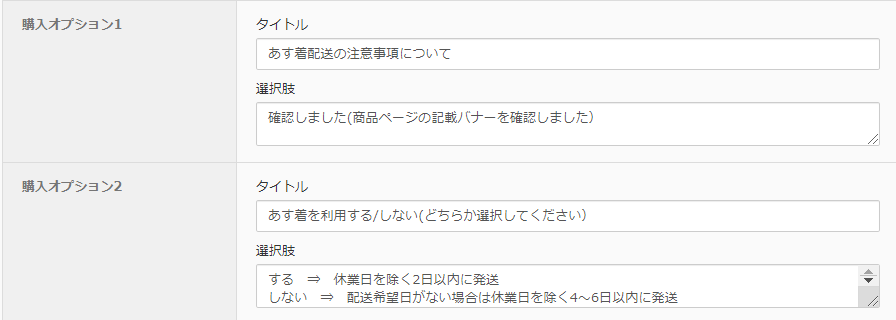 購入オプション1
タイトル
あす着配送の注意事項について
選択肢
確認しました(商品ページの記載バナーを確認しました）
購入オプション2
タイトル
あす着を利用する/しない(どちらか選択してください）
選択肢
する　⇒　休業日を除く2日以内に発送
しない　⇒　配送希望日がない場合は休業日を除く4～6日以内に発送